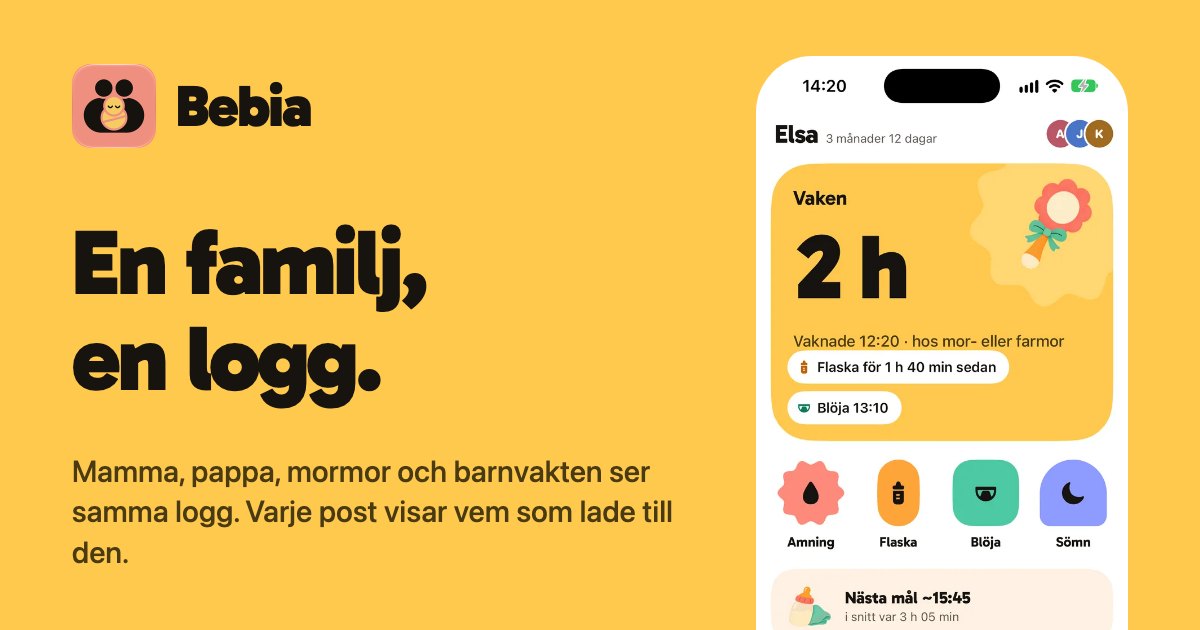 Bebia
En familj,
en logg.
Mamma, pappa, mormor och barnvakten ser
samma logg. Varje post visar vem som lade till
den.
14:20
Elsa 3 månader 12 dagar
A J K
Vaken
2 h
Vaknade 12:20 · hos mor- eller farmor
Flaska för 1 h 40 min sedan
Blöja 13:10
Amning Flaska Blöja Sömn
Nästa mål ~15:45
i snitt var 3 h 05 min